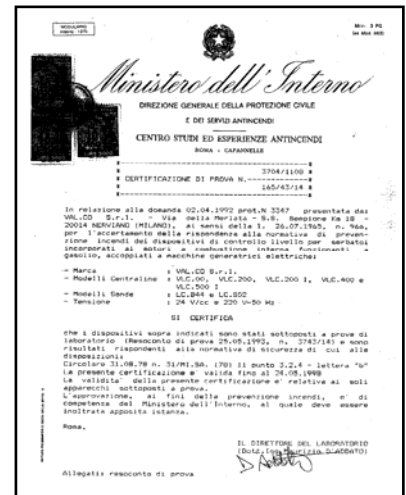 MODULARIO
Ministero dell'Interno
DIREZIONE GENERALE DELLA PROTEZIONE CIVILE
E DEI SERVIZI ANTINCENDI
CENTRO STUDI ED ESPERIENZE ANTINCENDI
ROMA - CAPANNELLE
3704/1108
CERTIFICAZIONE DI PROVA N.
165/43/14
In relazione alla domanda 02.04.1992 prot.N 3347 presentata da:
VAL.CO S.r.l. - Via della Merlata - S.S. Sempione Km 18 -
20014 NERVIANO (MILANO), ai sensi della l. 26.07.1965, n. 966,
per l'accertamento della rispondenza alla normativa di preven-
zione incendi dei dispositivi di controllo livello per serbatoi
incorporati ai motori a combustione interna funzionanti a
gasolio, accoppiati a macchine generatrici elettriche:
- Marca : VAL.CO S.r.l.
- Modelli Centraline : VLC.00, VLC.200, VLC.200 I, VLC.400 e
VLC.500 I
- Modelli Sonde : LC.044 e LC.S02
- Tensione : 24 V/cc e 220 V-50 Hz -
SI CERTIFICA
che i dispositivi sopra indicati sono stati sottoposti a prove di
laboratorio (Resoconto di prova 25.05.1993, n. 3743/14) e sono
risultati rispondenti alla normativa di sicurezza di cui alle
disposizioni:
Circolare 31.08.78 n. 31/MI.SA. (78) 11 punto 3.2.4 - lettera "b"
La presente certificazione e' valida fino al 24.05.1998
La validita' della presente certificazione e' relativa ai soli
apparecchi sottoposti a prova.
L'approvazione, ai fini della prevenzione incendi, e' di
competenza del Ministero dell'Interno, al quale deve essere
inoltrata apposita istanza.
Roma,
IL DIRETTORE DEL LABORATORIO
(Dott.Ing. Maurizio D'ADDATO)
Allegati: resoconto di prova